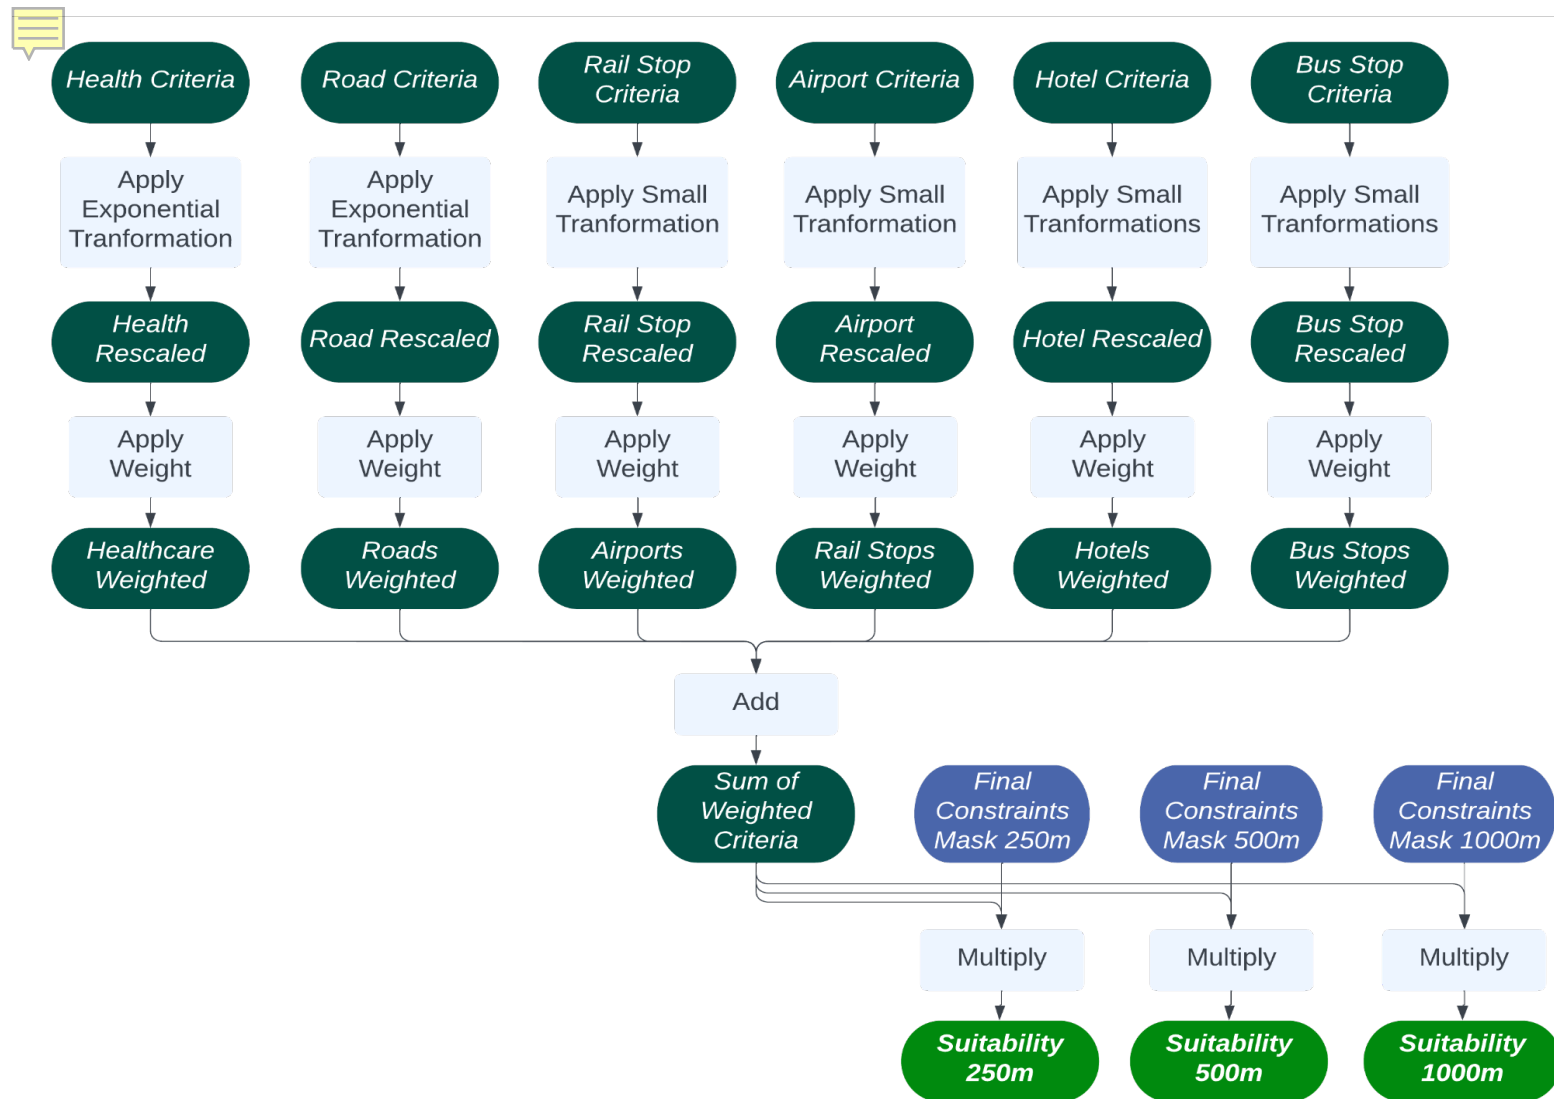 Health Criteria
Road Criteria
Rail Stop
Criteria
Airport Criteria
Hotel Criteria
Bus Stop
Criteria
Apply
Exponential
Tranformation
Apply
Exponential
Tranformation
Apply Small
Tranformation
Apply Small
Tranformation
Apply Small
Tranformations
Apply Small
Tranformations
Health
Rescaled
Road Rescaled
Rail Stop
Rescaled
Airport
Rescaled
Hotel Rescaled
Bus Stop
Rescaled
Apply
Weight
Apply
Weight
Apply
Weight
Apply
Weight
Apply
Weight
Apply
Weight
Healthcare
Weighted
Roads
Weighted
Airports
Weighted
Rail Stops
Weighted
Hotels
Weighted
Bus Stops
Weighted
Add
Sum of
Weighted
Criteria
Final
Constraints
Mask 250m
Final
Constraints
Mask 500m
Final
Constraints
Mask 1000m
Multiply
Multiply
Multiply
Suitability
250m
Suitability
500m
Suitability
1000m